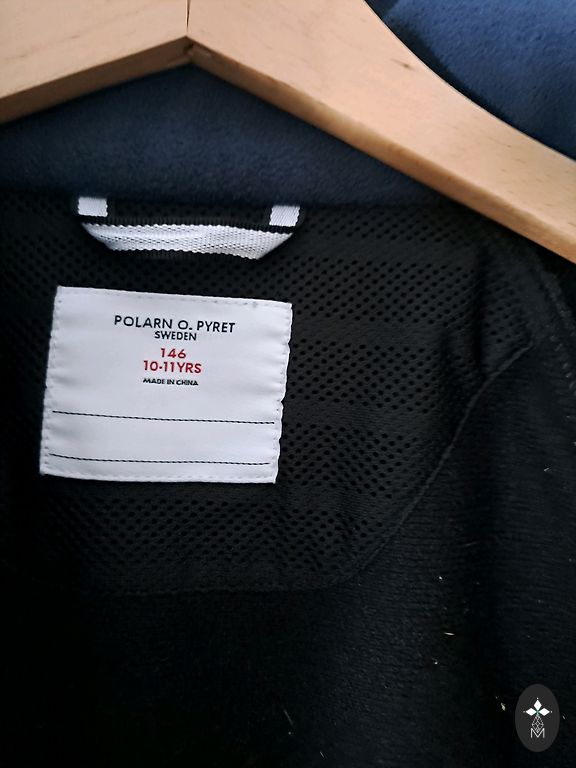 POLARN O. PYRET
SWEDEN
146
10-11YRS
MADE IN CHINA
M